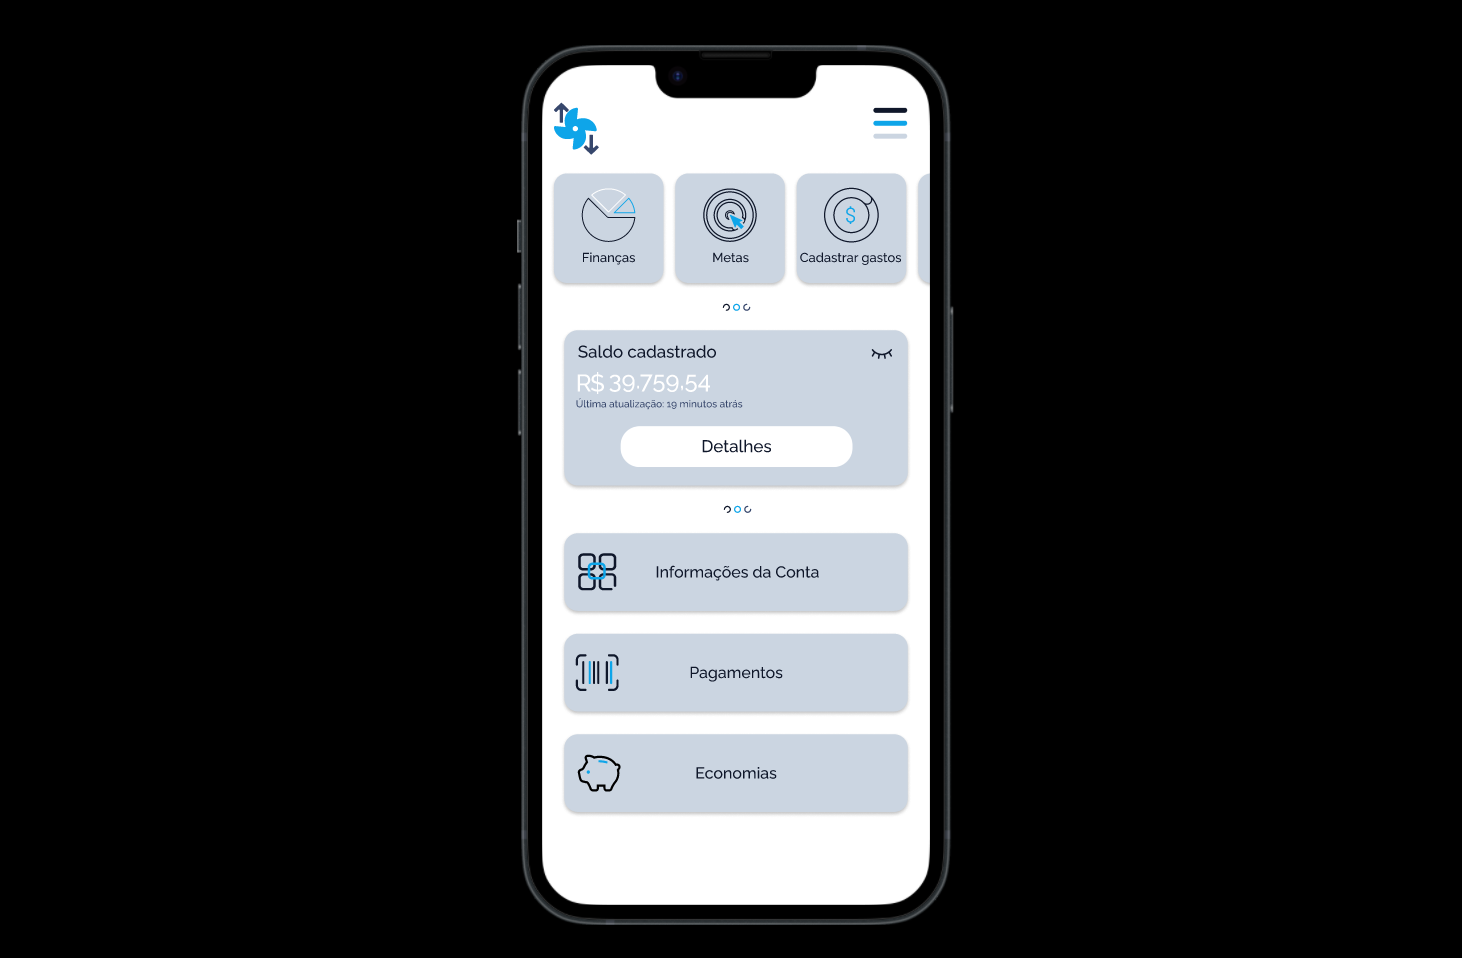 Finanças
Metas
Cadastrar gastos
Saldo cadastrado
R$ 39.759,54
Última atualização: 19 minutos atrás
Detalhes
Informações da Conta
Pagamentos
Economias